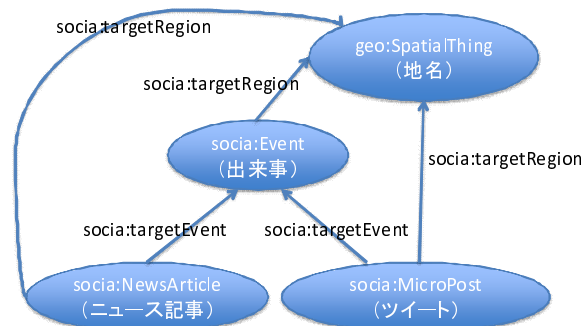 socia:targetRegion
geo:SpatialThing
（地名）
socia:targetRegion
socia:Event
（出来事）
socia:targetRegion
socia:targetEvent
socia:targetEvent
socia:NewsArticle
（ニュース記事）
socia:MicroPost
（ツイート）